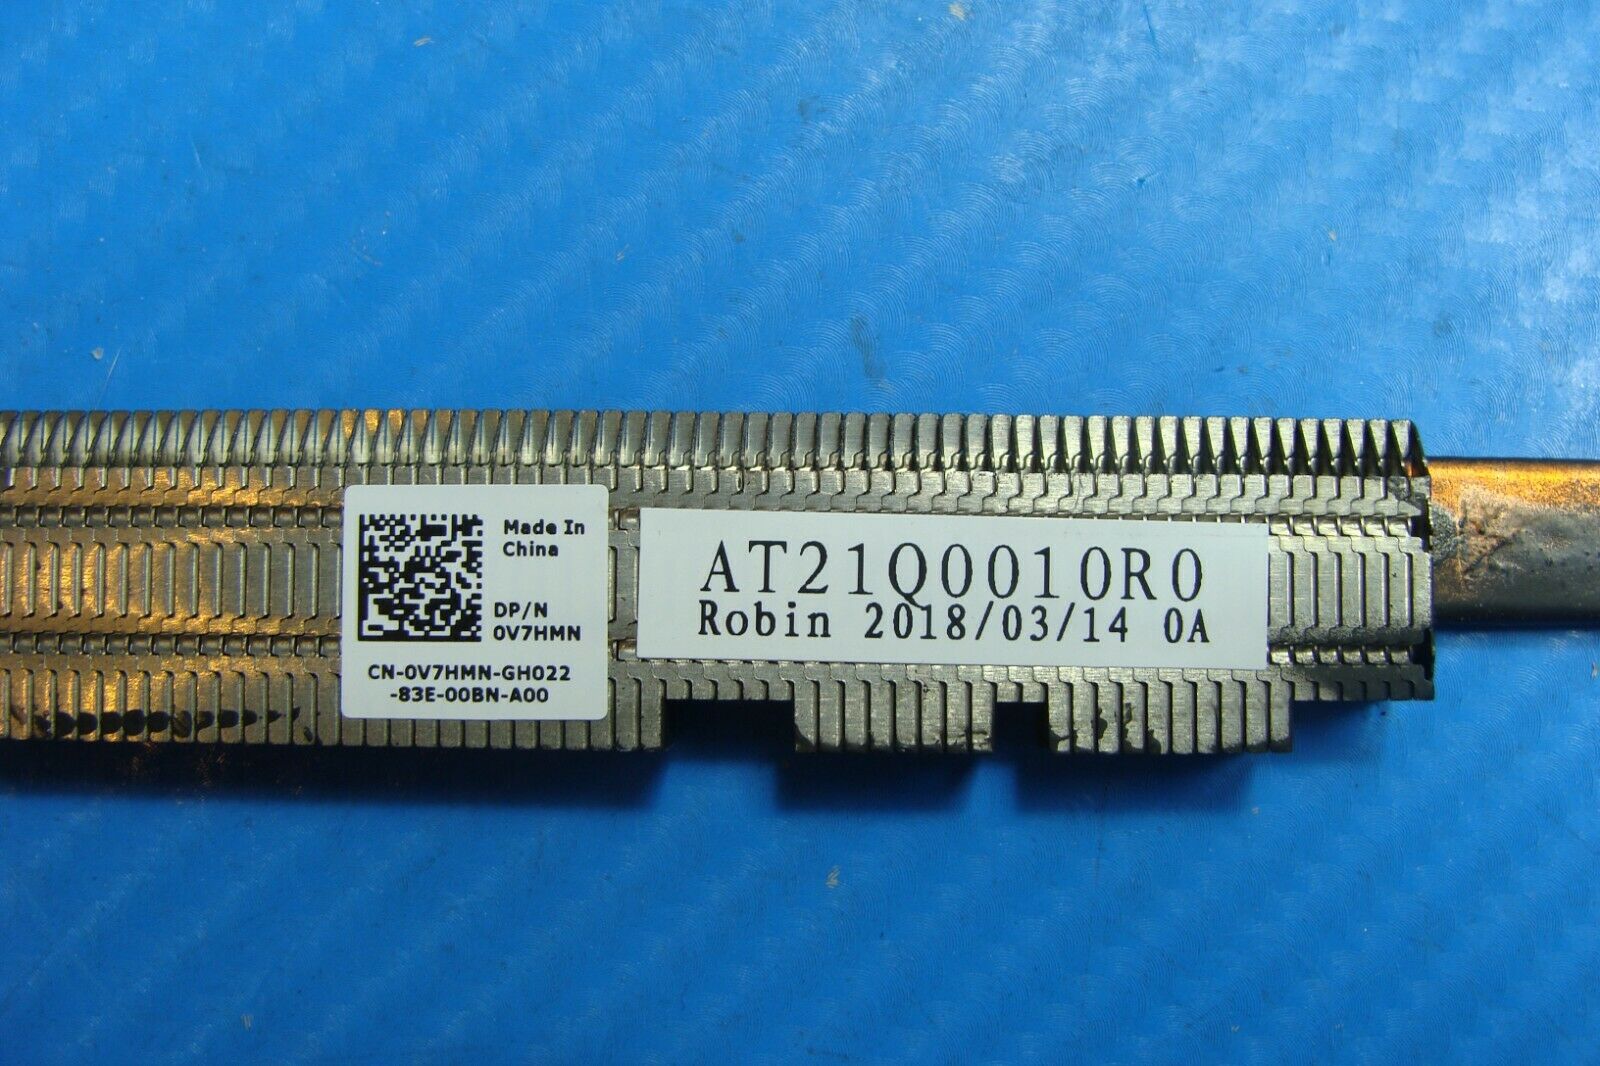 Made In
China
DP/N
0V7HMN
CN-0V7HMN-GH022
-83E-00BN-A00
AT21Q0010R0
Robin 2018/03/14 0A